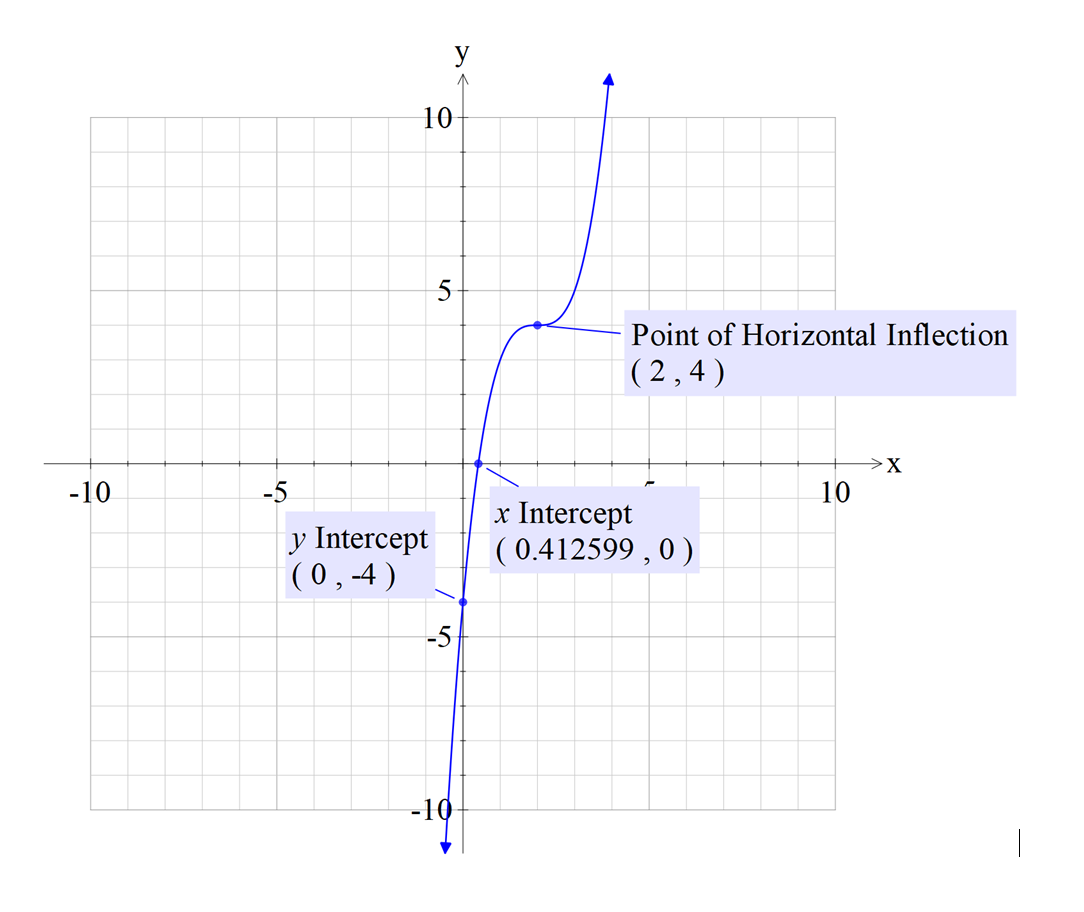 y
10
5
Point of Horizontal Inflection
( 2 , 4 )
x
-10
-5
10
x Intercept
( 0.412599 , 0 )
y Intercept
( 0 , -4 )
-5
-10